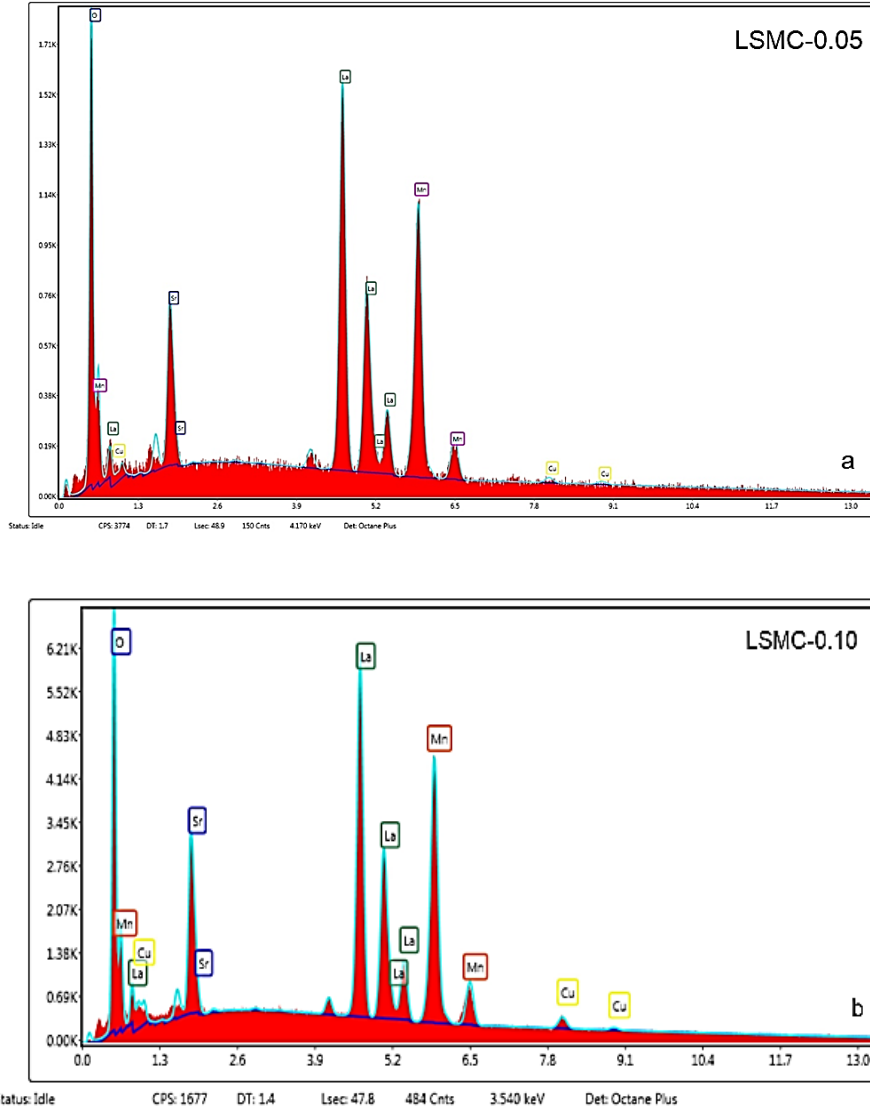 O
LSMC-0.05
1.71K
La
1.52K
1.33K
Mn
1.14K
0.95K
Sr
La
0.76K
0.57K
Mn
La
0.38K
La
Sr
Cu
La
Mn
0.19K
Cu
Cu
a
0.00K
0.0 1.3 2.6 3.9 5.2 6.5 7.8 9.1 10.4 11.7 13.0
Status: Idle CPS: 3774 DT: 1.7 Lsec: 48.9 150 Cnts 4.170 keV Det: Octane Plus
LSMC-0.10
O
6.21K
La
5.52K
Mn
4.83K
4.14K
Sr
3.45K
La
2.76K
2.07K
Mn
La
Cu
1.38K
La
Sr
La
Mn
0.69K
Cu
Cu
b
0.00K
0.0 1.3 2.6 3.9 5.2 6.5 7.8 9.1 10.4 11.7 13.0
tatus: Idle CPS: 1677 DT: 1.4 Lsec: 47.8 484 Cnts 3.540 keV Det: Octane Plus